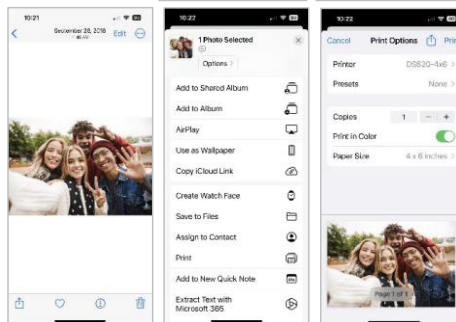 10:21
September 28, 2018
Edit
10:22
1 Photo Selected
Options >
Add to Shared Album
Add to Album
AirPlay
Use as Wallpaper
Copy iCloud Link
Create Watch Face
Save to Files
Assign to Contact
Print
Add to New Quick Note
Extract Text with
Microsoft 365
10:22
Cancel Print Options Print
Printer DS620-4x6 >
Presets None >
Copies 1 - +
Print in Color
Paper Size 4 x 6 inches >
Page 1 of 1